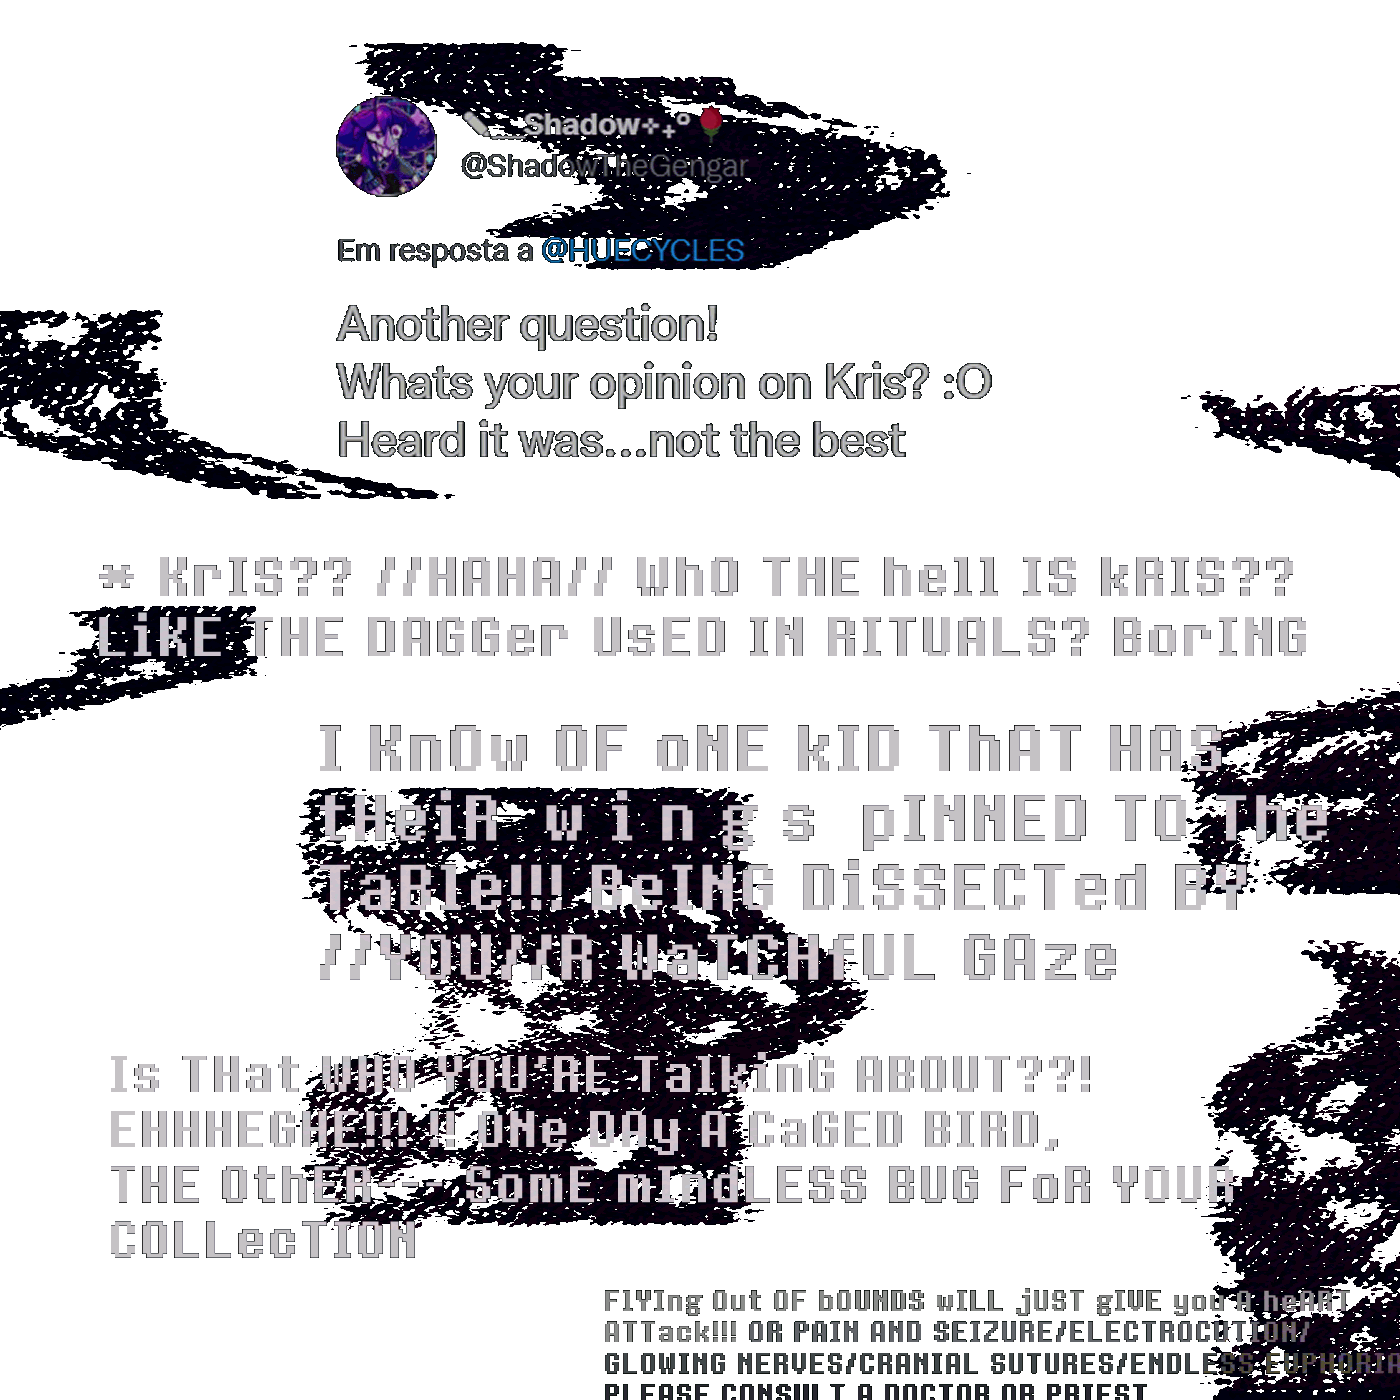 __Shadow✧₊°🌹
@ShadowTheGengar
Em resposta a @HUECYCLES
Another question!
Whats your opinion on Kris? :O
Heard it was...not the best
* KrIS?? //HAHA// WhO THE hell IS kRIS??
LiKE THE DAGGer UsED IN RITUALS? BorING
I KnOw OF oNE kID ThAT HAS
tHeiR w i n g s pINNED TO The
TaBle!!! BeING DiSSECTed BY
//YOU//R WaTCHfUL GAze
Is THat WHO YOU'RE TalkinG ABOUT??!
EHHHEGHE!!! !! ONe DAy A CaGED BIRD,
THE OthER--- SomE mIndLESS BUG FoR YOUR
COLLecTION
FlYIng Out OF bOUNDS wILL jUST gIVE you A heART
ATTack!!! OR PAIN AND SEIZURE/ELECTROCUTION/
GLOWING NERVES/CRANIAL SUTURES/ENDLESS EUPHORIA
PLEASE CONSULT A DOCTOR OR PRIEST